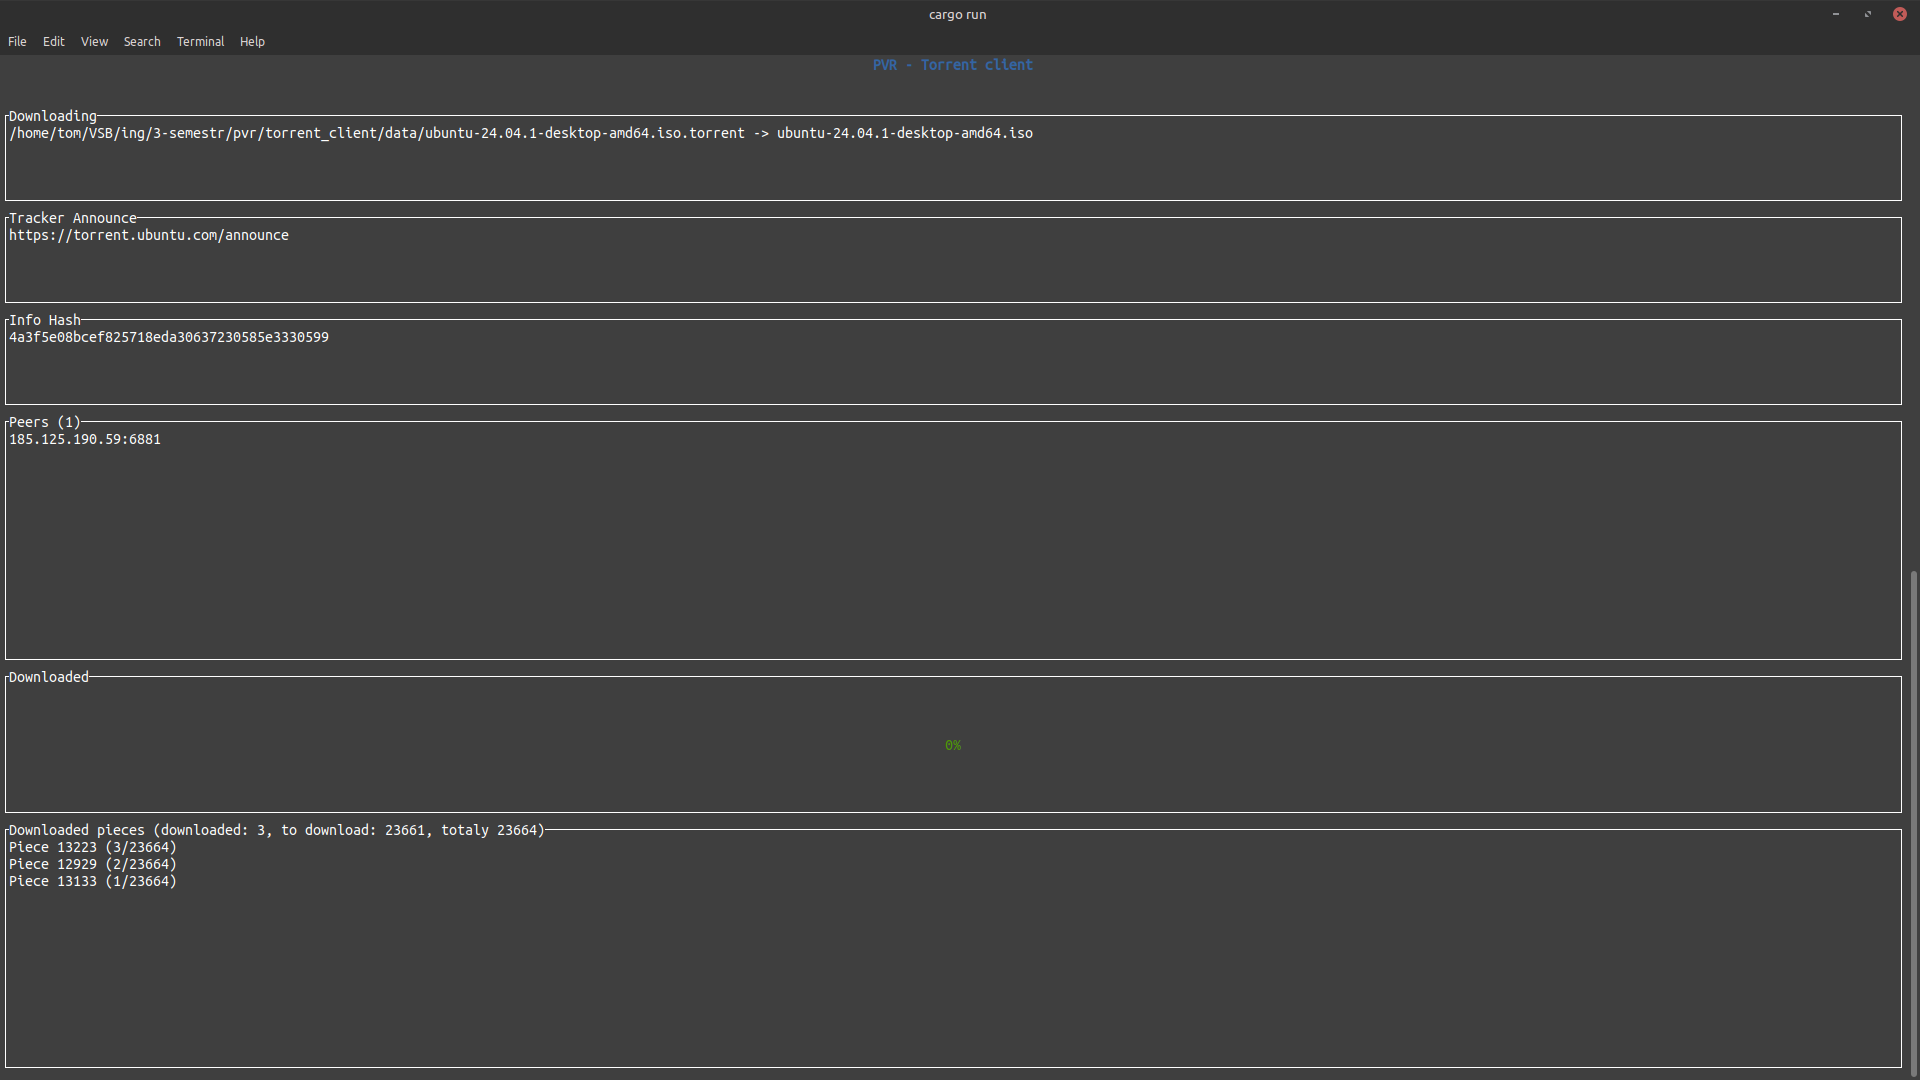 cargo run
File Edit View Search Terminal Help
PVR - Torrent client
Downloading
/home/tom/VSB/ing/3-semestr/pvr/torrent_client/data/ubuntu-24.04.1-desktop-amd64.iso.torrent -> ubuntu-24.04.1-desktop-amd64.iso
Tracker Announce
https://torrent.ubuntu.com/announce
Info Hash
4a3f5e08bcef825718eda30637230585e3330599
Peers (1)
185.125.190.59:6881
Downloaded
0%
Downloaded pieces (downloaded: 3, to download: 23661, totaly 23664)
Piece 13223 (3/23664)
Piece 12929 (2/23664)
Piece 13133 (1/23664)